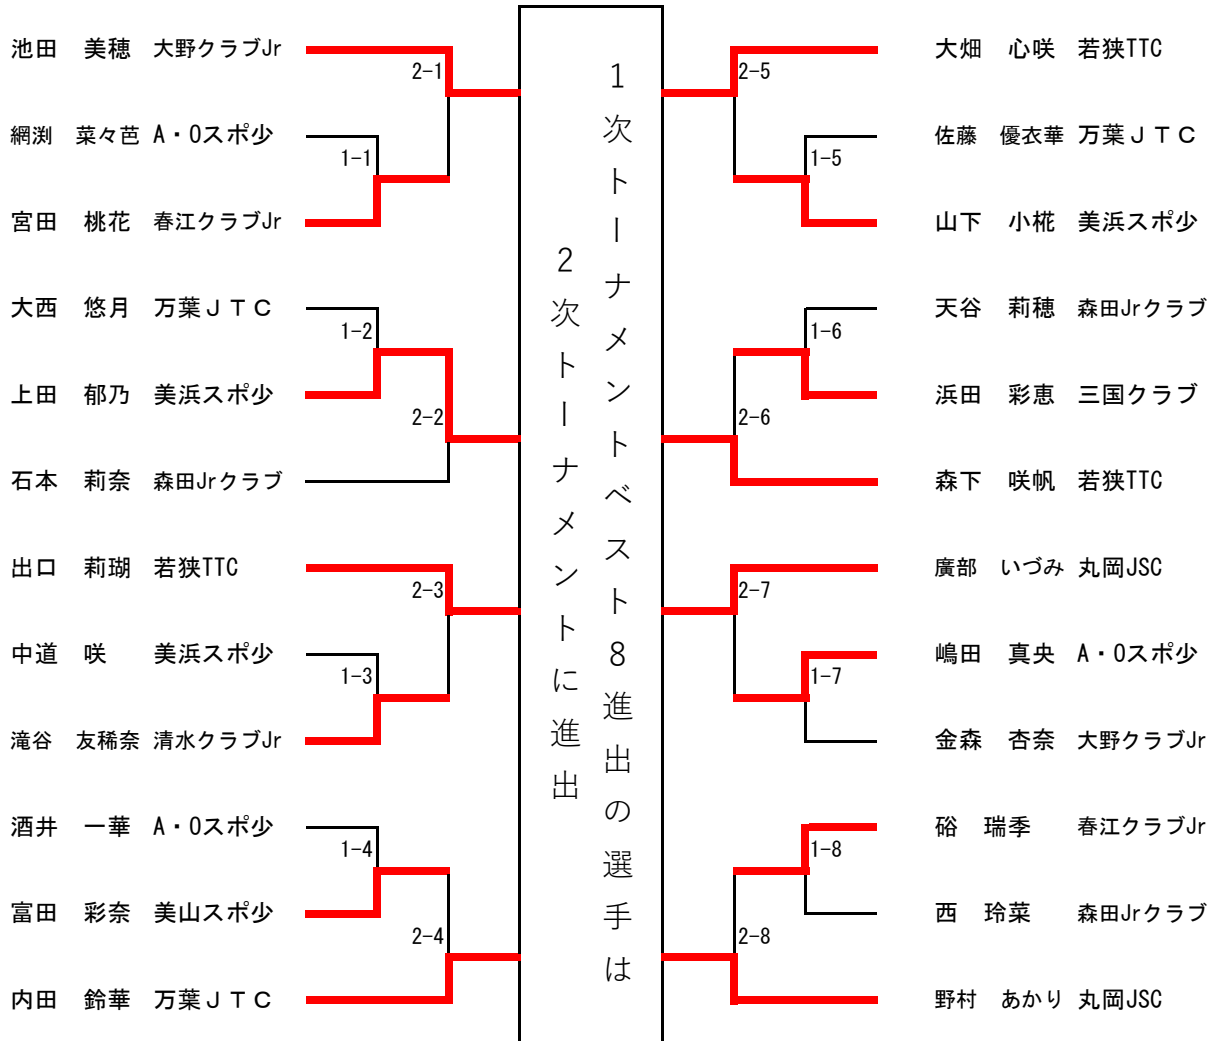 池田 美穂 大野クラブJr
2-1
網渕 菜々芭 A・Oスポ少
1-1
宮田 桃花 春江クラブJr
大西 悠月 万葉ＪＴＣ
1-2
上田 郁乃 美浜スポ少
2-2
石本 莉奈 森田Jrクラブ
出口 莉瑚 若狭TTC
2-3
中道 咲 美浜スポ少
1-3
滝谷 友稀奈 清水クラブJr
酒井 一華 A・Oスポ少
1-4
富田 彩奈 美山スポ少
2-4
内田 鈴華 万葉ＪＴＣ
1次トーナメントベスト8進出の選手は
2次トーナメントに進出
大畑 心咲 若狭TTC
2-5
佐藤 優衣華 万葉ＪＴＣ
1-5
山下 小椛 美浜スポ少
天谷 莉穂 森田Jrクラブ
1-6
浜田 彩恵 三国クラブ
2-6
森下 咲帆 若狭TTC
廣部 いづみ 丸岡JSC
2-7
嶋田 真央 A・Oスポ少
1-7
金森 杏奈 大野クラブJr
硲 瑞季 春江クラブJr
1-8
西 玲菜 森田Jrクラブ
2-8
野村 あかり 丸岡JSC